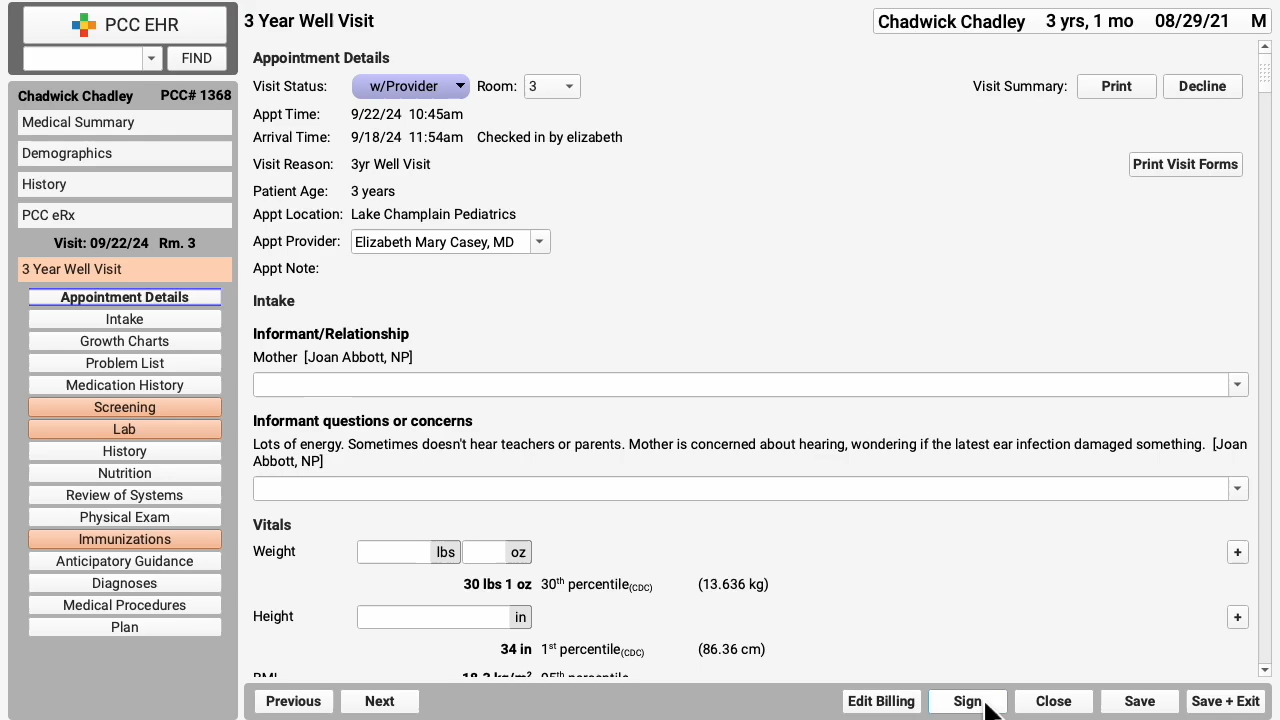 PCC EHR
FIND
Chadwick Chadley PCC# 1368
Medical Summary
Demographics
History
PCC eRx
Visit: 09/22/24 Rm. 3
3 Year Well Visit
Appointment Details
Intake
Growth Charts
Problem List
Medication History
Screening
Lab
History
Nutrition
Review of Systems
Physical Exam
Immunizations
Anticipatory Guidance
Diagnoses
Medical Procedures
Plan
3 Year Well Visit
Chadwick Chadley 3 yrs, 1 mo 08/29/21 M
Appointment Details
Visit Status: w/Provider Room: 3 Visit Summary: Print Decline
Appt Time: 9/22/24 10:45am
Arrival Time: 9/18/24 11:54am Checked in by elizabeth
Visit Reason: 3yr Well Visit Print Visit Forms
Patient Age: 3 years
Appt Location: Lake Champlain Pediatrics
Appt Provider: Elizabeth Mary Casey, MD
Appt Note:
Intake
Informant/Relationship
Mother [Joan Abbott, NP]
Informant questions or concerns
Lots of energy. Sometimes doesn't hear teachers or parents. Mother is concerned about hearing, wondering if the latest ear infection damaged something. [Joan
Abbott, NP]
Vitals
Weight lbs oz +
30 lbs 1 oz 30th percentile(CDC) (13.636 kg)
Height in +
34 in 1st percentile(CDC) (86.36 cm)
BMI 18.3 kg/m² 95th percentile
Previous Next Edit Billing Sign Close Save Save + Exit